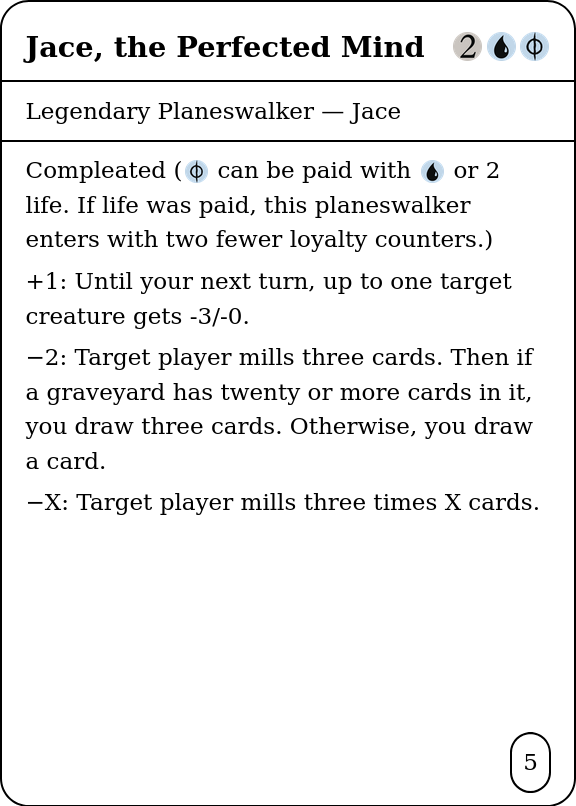 Jace, the Perfected Mind 2
Legendary Planeswalker — Jace
Compleated (ϕ can be paid with or 2
life. If life was paid, this planeswalker
enters with two fewer loyalty counters.)
+1: Until your next turn, up to one target
creature gets -3/-0.
−2: Target player mills three cards. Then if
a graveyard has twenty or more cards in it,
you draw three cards. Otherwise, you draw
a card.
−X: Target player mills three times X cards.
5